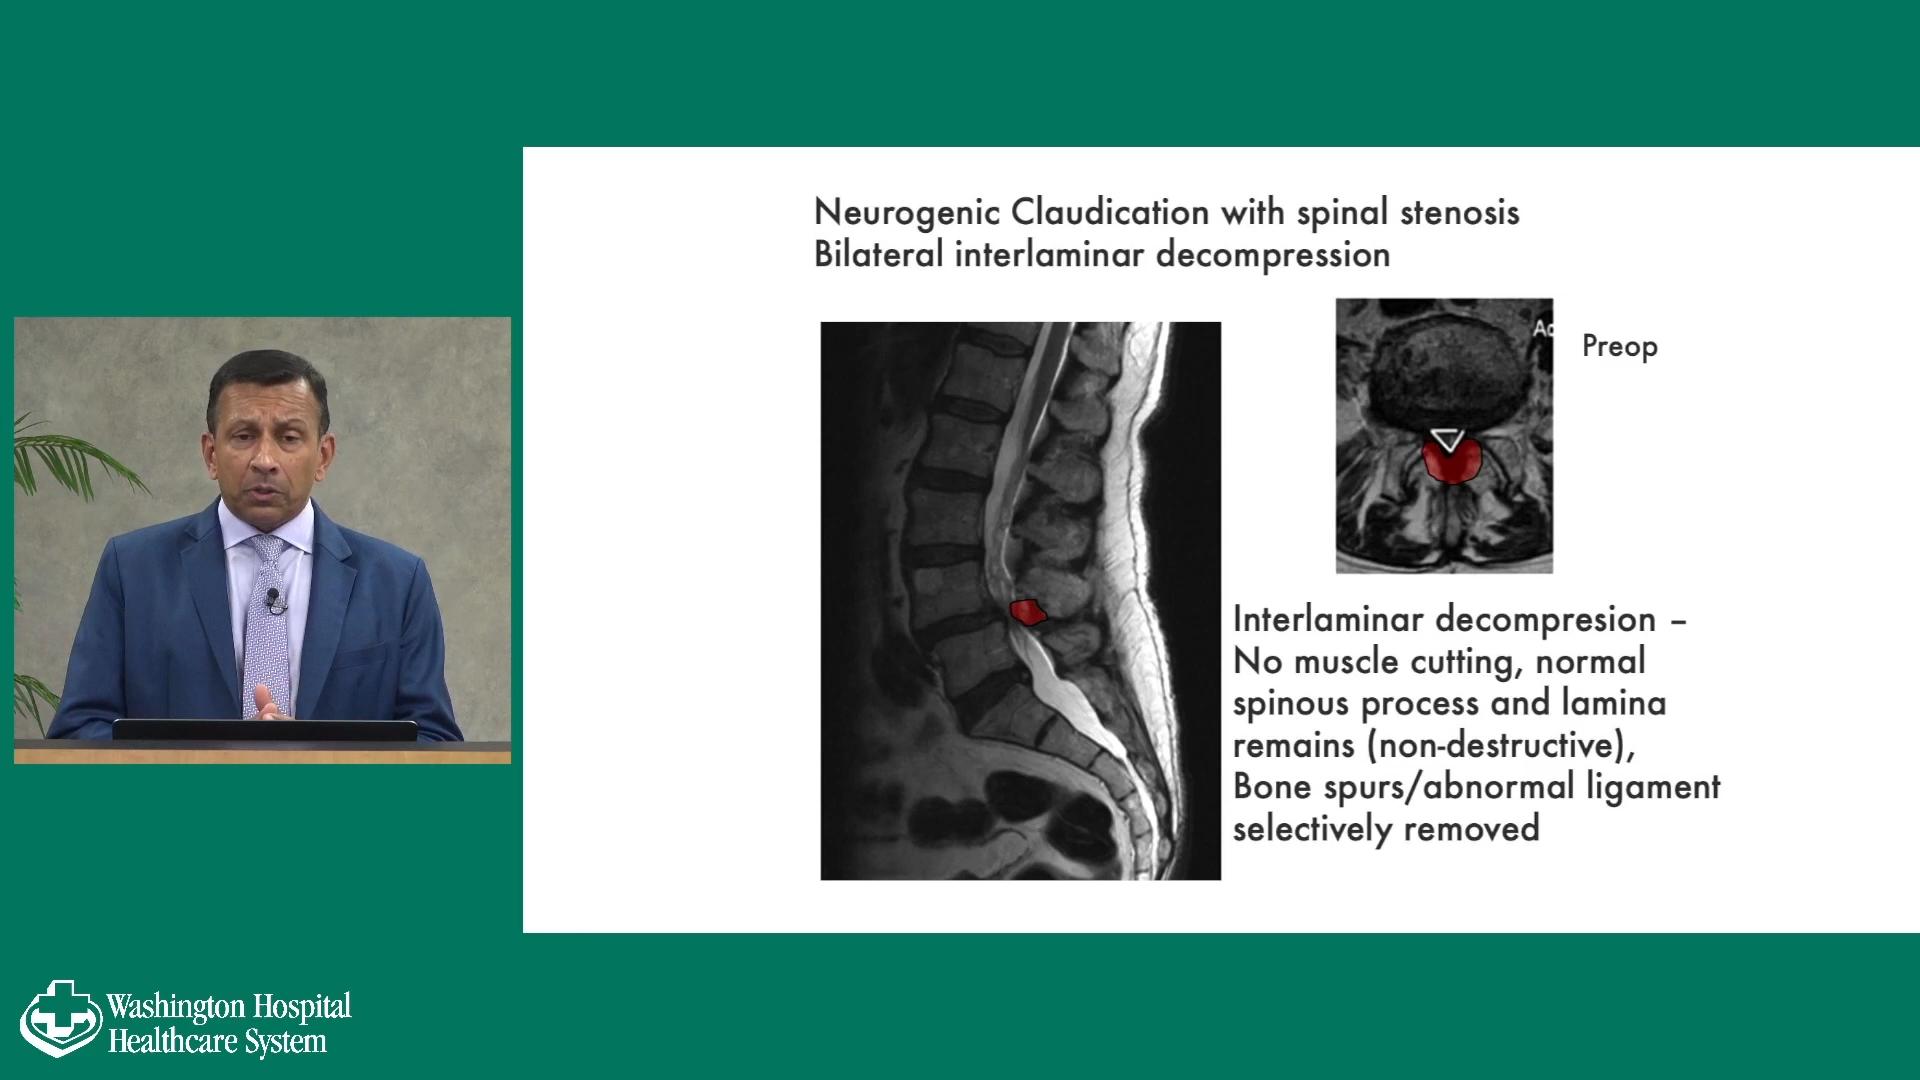 Neurogenic Claudication with spinal stenosis
Bilateral interlaminar decompression
Ac
Preop
Interlaminar decompresion –
No muscle cutting, normal
spinous process and lamina
remains (non-destructive),
Bone spurs/abnormal ligament
selectively removed
Washington Hospital
Healthcare System